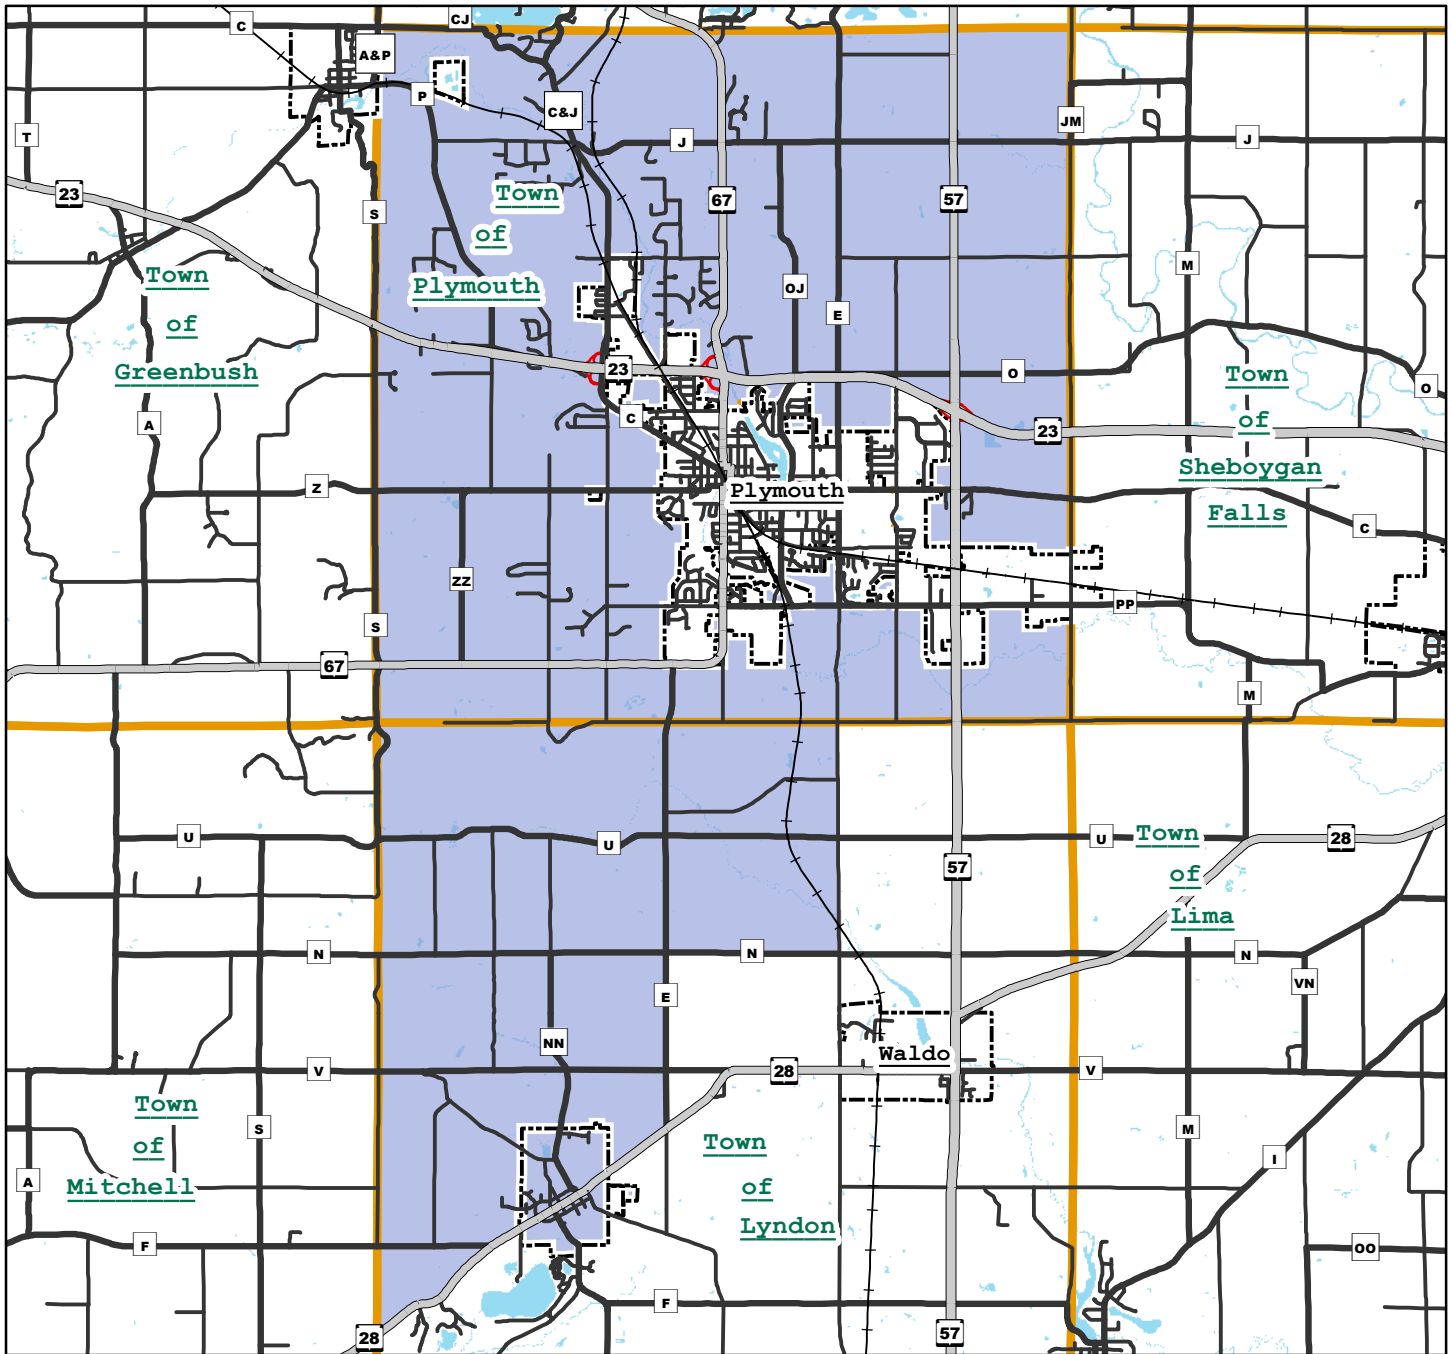 C
CJ
A&P
P
C&J
T
JM
J
J
23
Town
67
57
S
of
M
Town
Plymouth
OJ
of
E
Greenbush
23
O
Town
O
A
C
of
23
Z
Plymouth
Sheboygan
Falls
C
ZZ
PP
S
67
M
U
U
U
Town
28
57
of
Lima
N
N
N
E
VN
NN
Waldo
V
28
V
Town
S
M
of
Town
I
A
Mitchell
of
Lyndon
F
OO
F
28
57